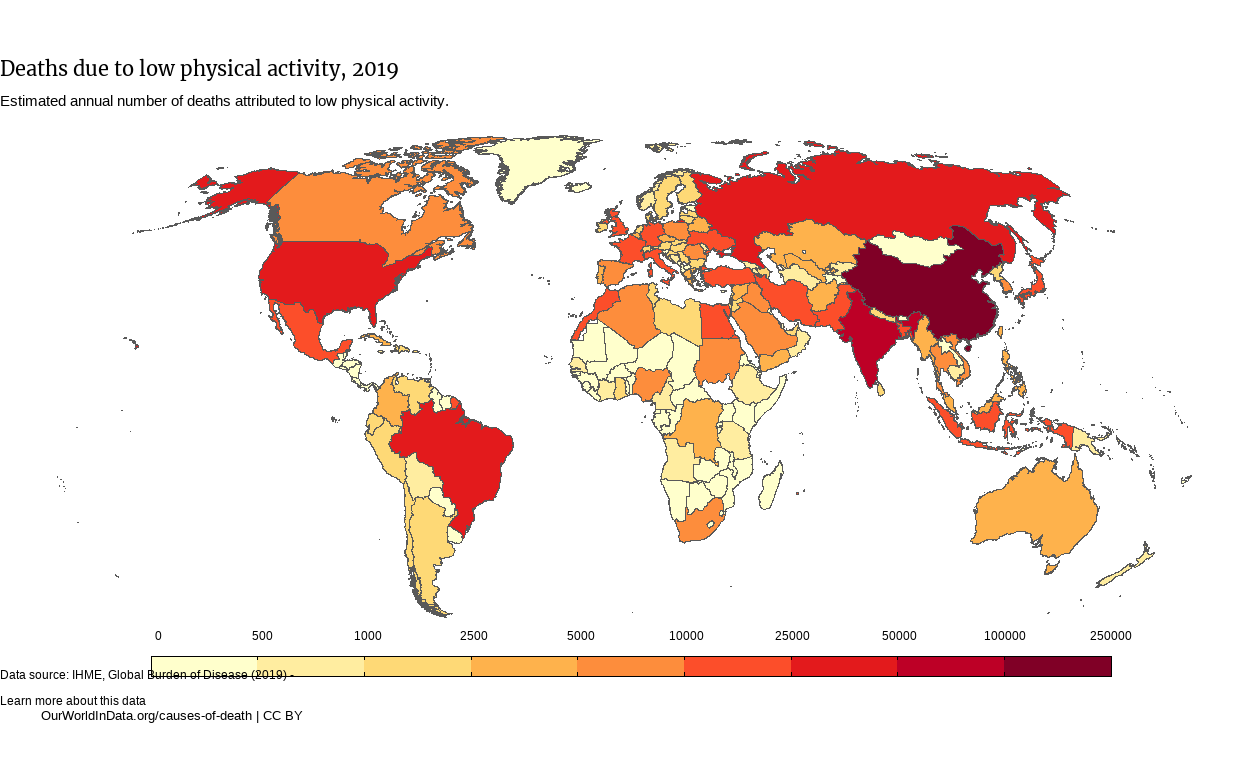 Deaths due to low physical activity, 2019
Estimated annual number of deaths attributed to low physical activity.
0 500 1000 2500 5000 10000 25000 50000 100000 250000
Data source: IHME, Global Burden of Disease (2019) -
Learn more about this data
OurWorldInData.org/causes-of-death | CC BY